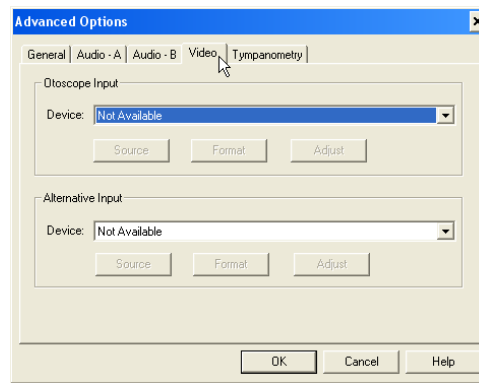 Advanced Options
General Audio - A Audio - B Video Tympanometry
Otoscope Input
Device: Not Available
Source Format Adjust
Alternative Input
Device: Not Available
Source Format Adjust
OK Cancel Help